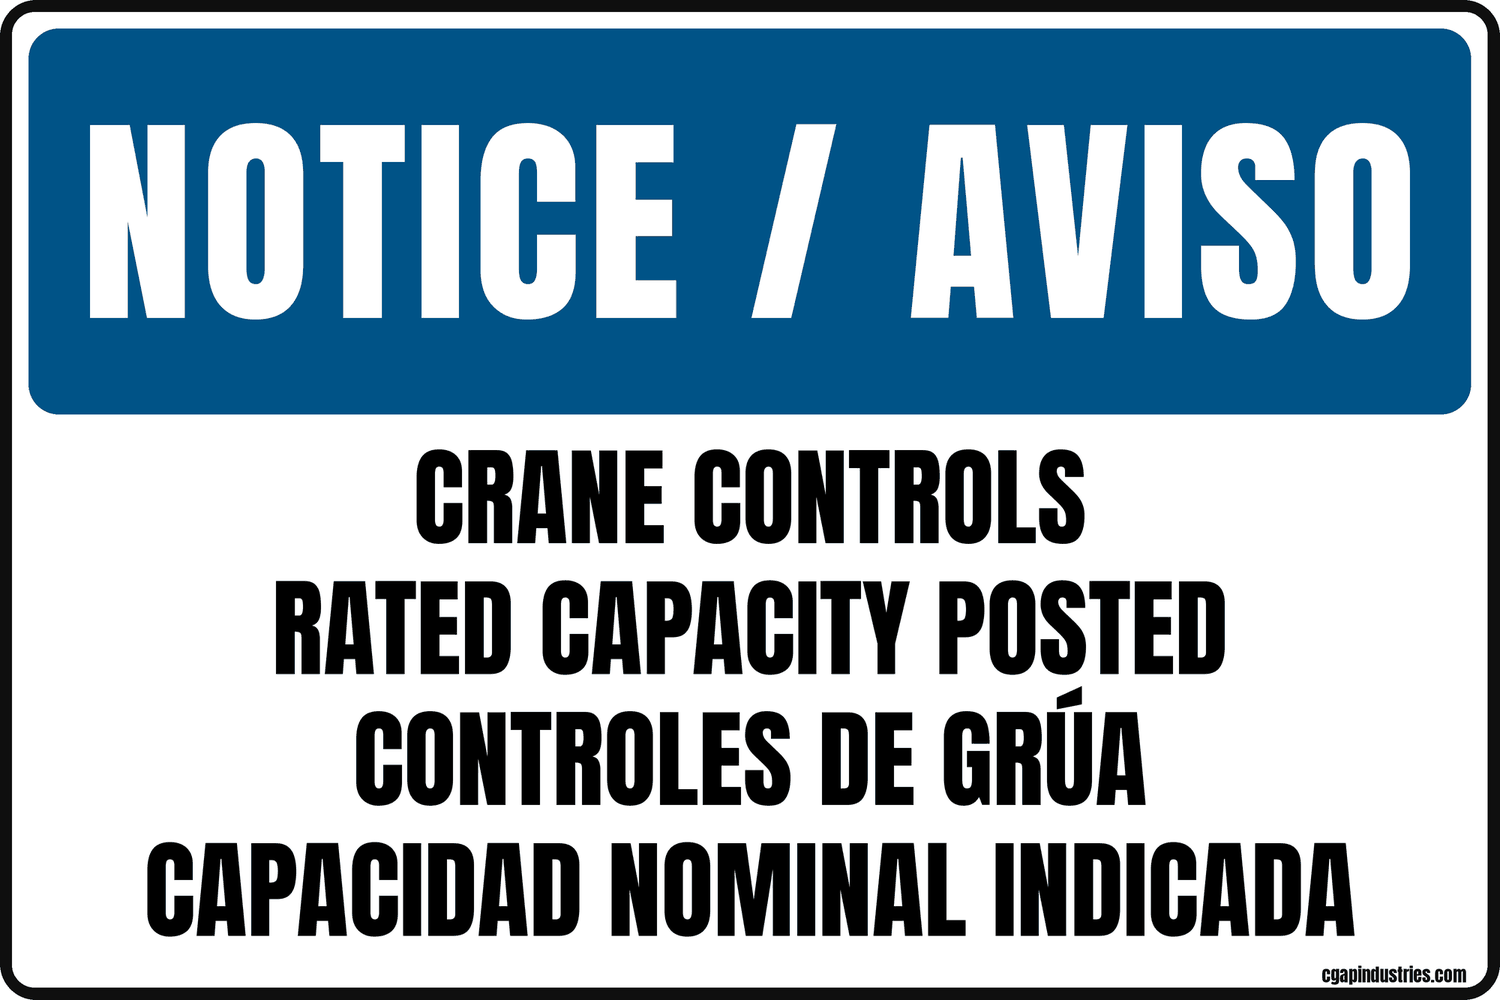 NOTICE / AVISO
CRANE CONTROLS
RATED CAPACITY POSTED
CONTROLES DE GRÚA
CAPACIDAD NOMINAL INDICADA
cgapindustries.com